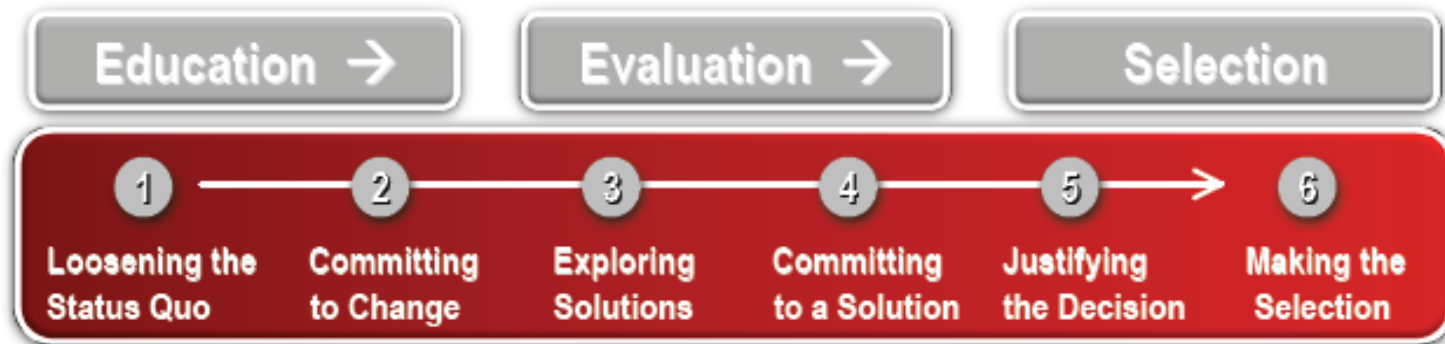 Education →
Evaluation →
Selection
1
2
3
4
5
6
Loosening the
Status Quo
Committing
to Change
Exploring
Solutions
Committing
to a Solution
Justifying
the Decision
Making the
Selection